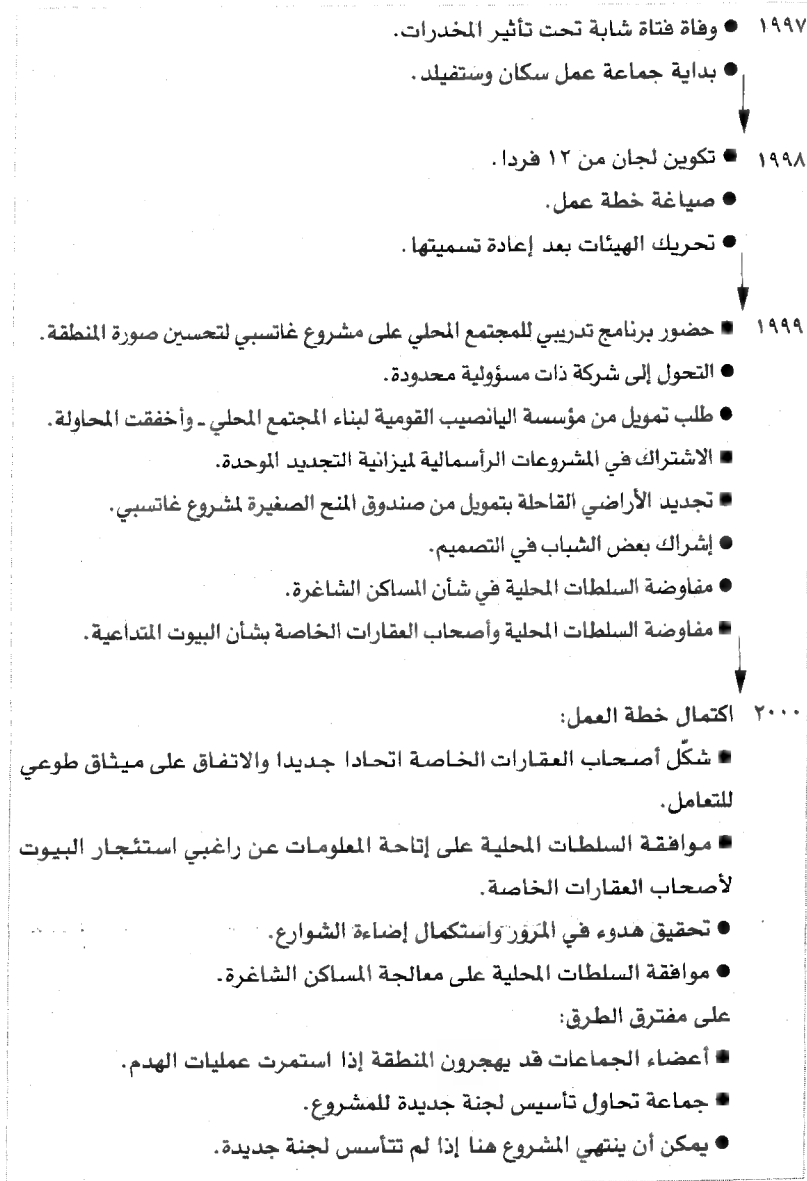 ١٩٩٧ ● وفاة فتاة شابة تحت تأثير المخدرات.
● بداية جماعة عمل سكان وستفيلد.
١٩٩٨ ■ تكوين لجان من ١٢ فردا.
● صياغة خطة عمل.
● تحريك الهيئات بعد إعادة تسميتها.
١٩٩٩ ■ حضور برنامج تدريبي للمجتمع المحلي على مشروع غاتسبي لتحسين صورة المنطقة.
● التحول إلى شركة ذات مسؤولية محدودة.
● طلب تمويل من مؤسسة اليانصيب القومية لبناء المجتمع المحلي ـ وأخفقت المحاولة.
■ الاشتراك في المشروعات الرأسمالية لميزانية التجديد الموحدة.
■ تجديد الأراضي القاحلة بتمويل من صندوق المنح الصغيرة لمشروع غاتسبي.
● إشراك بعض الشباب في التصميم.
● مفاوضة السلطات المحلية في شأن المساكن الشاغرة.
■ مفاوضة السلطات المحلية وأصحاب العقارات الخاصة بشأن البيوت المتداعية.
٢٠٠٠ اكتمال خطة العمل:
■ شكّل أصحاب العقارات الخاصة اتحادا جديدا والاتفاق على ميثاق طوعي
للتعامل.
■ موافقة السلطات المحلية على إتاحة المعلومات عن راغبي استئجار البيوت
لأصحاب العقارات الخاصة.
● تحقيق هدوء في المرور واستكمال إضاءة الشوارع.
● موافقة السلطات المحلية على معالجة المساكن الشاغرة.
على مفترق الطرق:
■ أعضاء الجماعات قد يهجرون المنطقة إذا استمرت عمليات الهدم.
■ جماعة تحاول تأسيس لجنة جديدة للمشروع.
● يمكن أن ينتهي المشروع هنا إذا لم تتأسس لجنة جديدة.